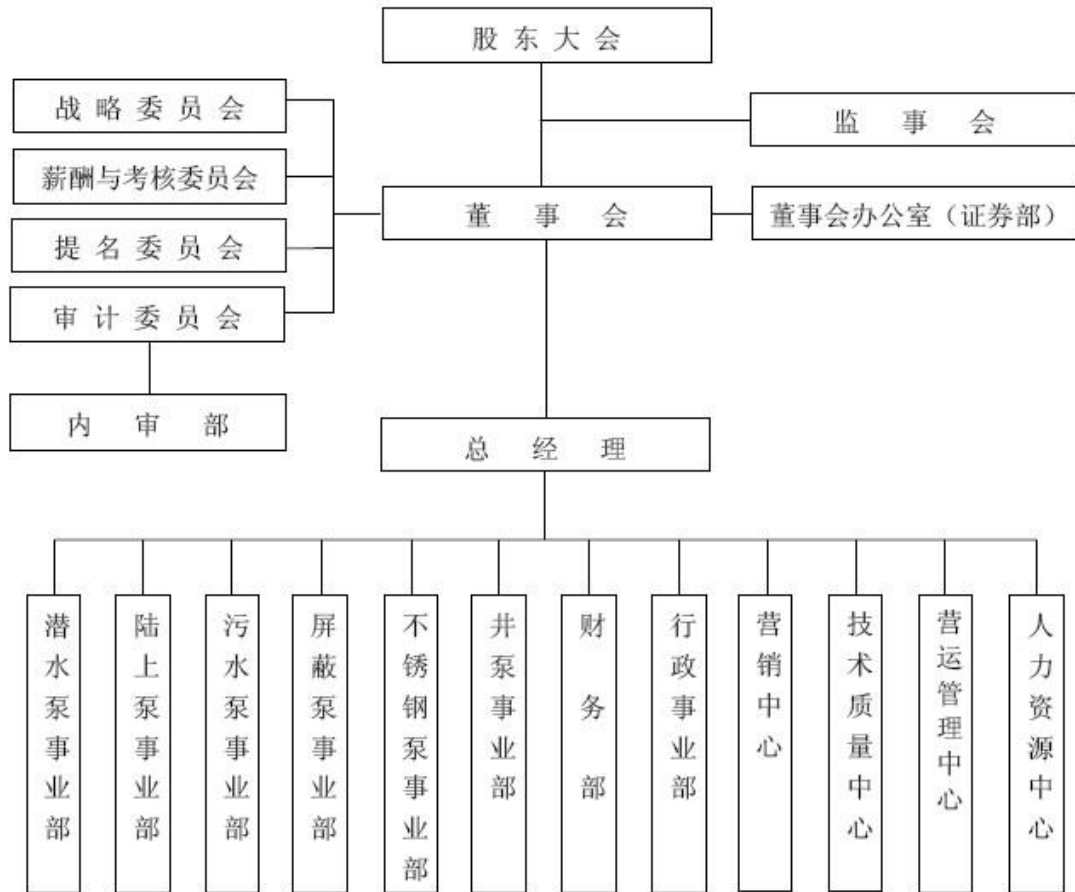 股东大会
战略委员会
监事会
薪酬与考核委员会
董事会
董事会办公室（证券部）
提名委员会
审计委员会
内审部
总经理
潜水泵事业部
陆上泵事业部
污水泵事业部
屏蔽泵事业部
不锈钢泵事业部
井泵事业部
财务部
行政事业部
营销中心
技术质量中心
营运管理中心
人力资源中心